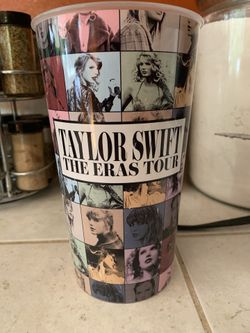 TAYLOR SWIFT
THE ERAS TOUR